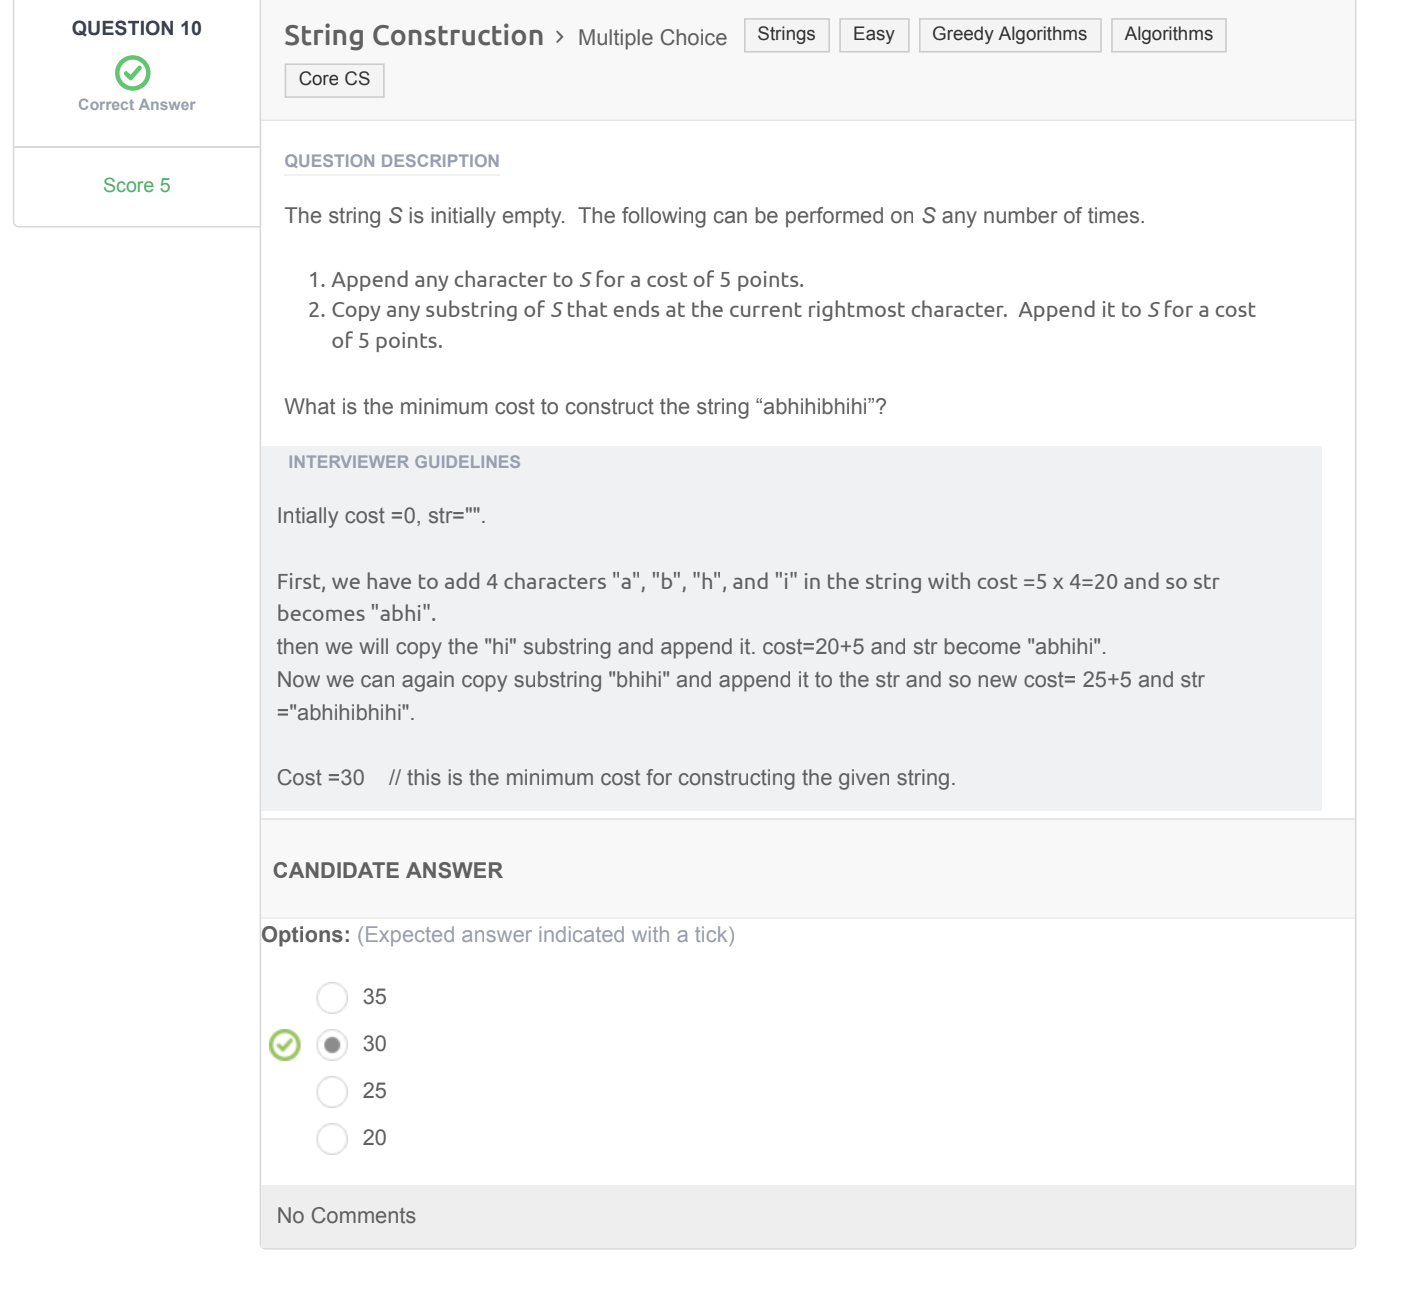 QUESTION 10
Correct Answer
Score 5
String Construction › Multiple Choice Strings Easy Greedy Algorithms Algorithms
Core CS
QUESTION DESCRIPTION
The string S is initially empty. The following can be performed on S any number of times.
1. Append any character to S for a cost of 5 points.
2. Copy any substring of S that ends at the current rightmost character. Append it to S for a cost
of 5 points.
What is the minimum cost to construct the string “abhihibhihi”?
INTERVIEWER GUIDELINES
Intially cost =0, str="".
First, we have to add 4 characters "a", "b", "h", and "i" in the string with cost =5 x 4=20 and so str
becomes "abhi".
then we will copy the "hi" substring and append it. cost=20+5 and str become "abhihi".
Now we can again copy substring "bhihi" and append it to the str and so new cost= 25+5 and str
="abhihibhihi".
Cost =30 // this is the minimum cost for constructing the given string.
CANDIDATE ANSWER
Options: (Expected answer indicated with a tick)
35
30
25
20
No Comments